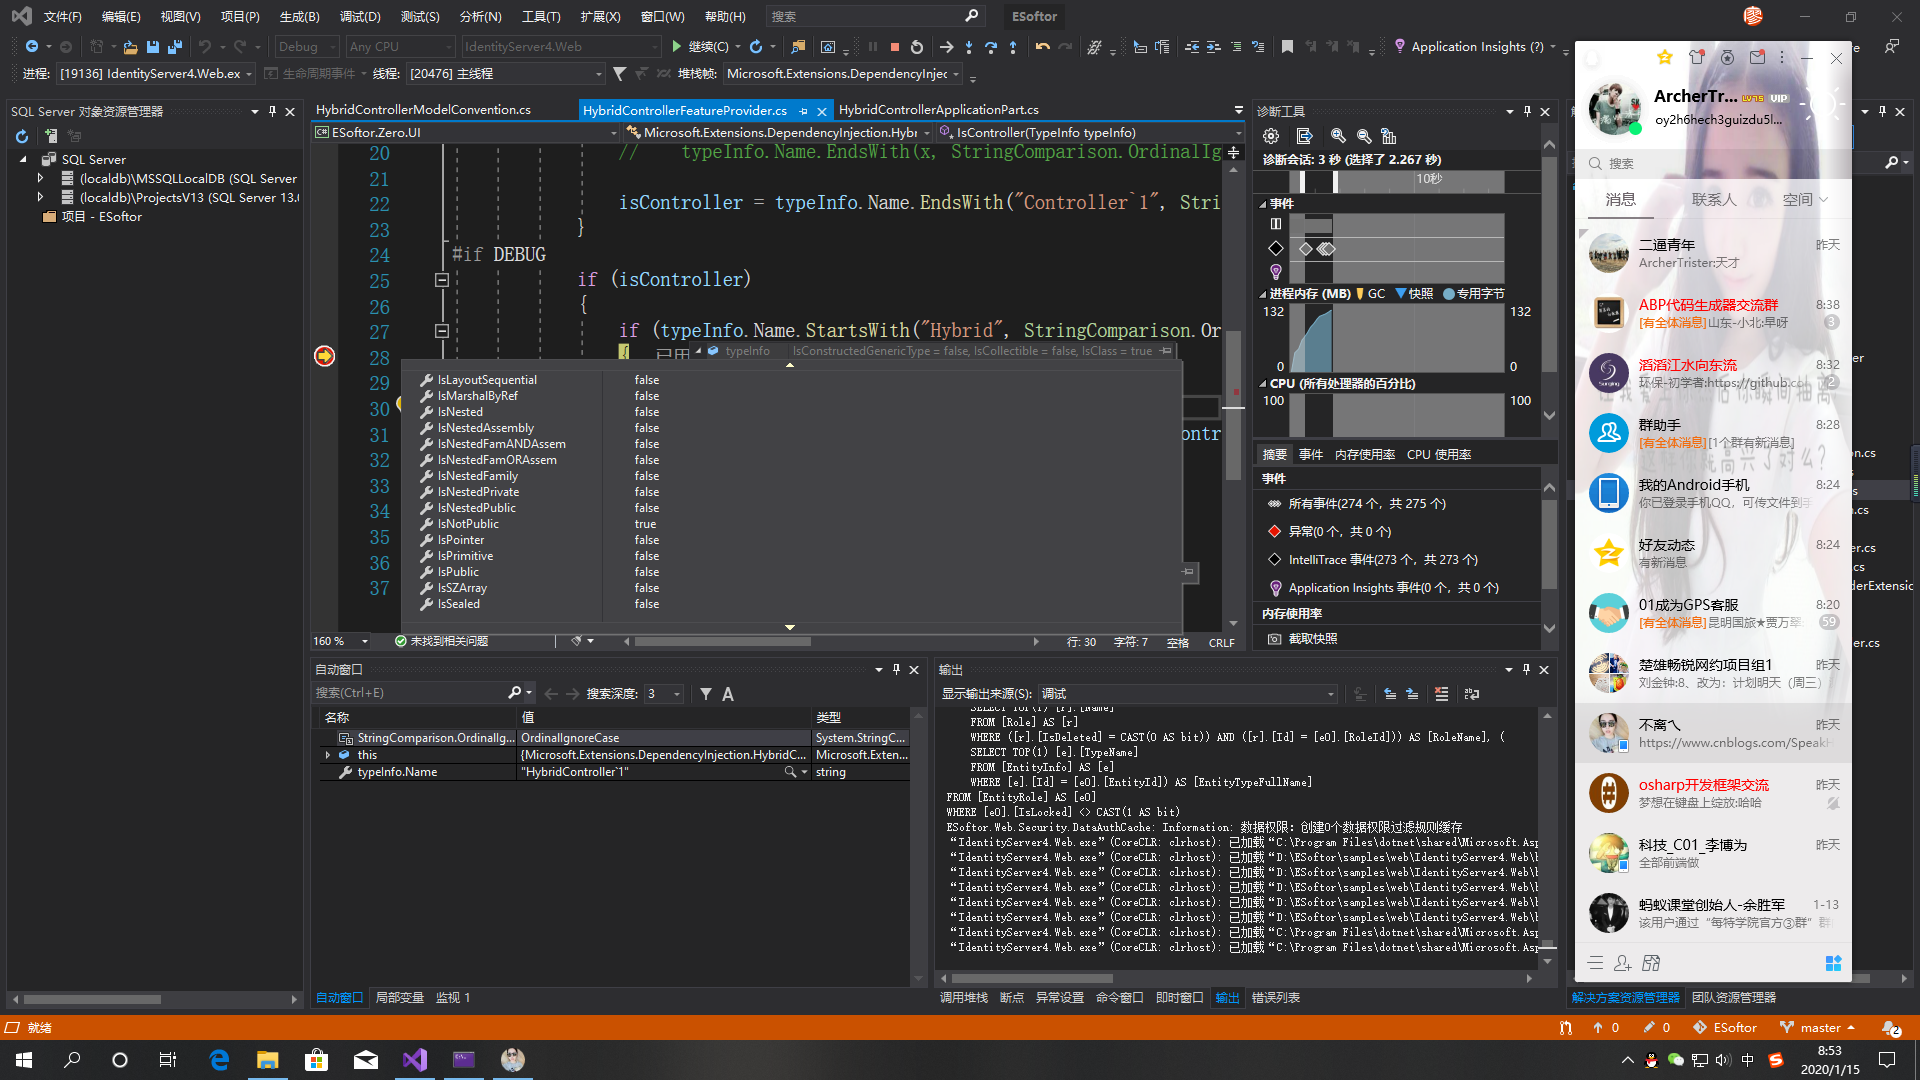 文件(F) 编辑(E) 视图(V) 项目(P) 生成(B) 调试(D) 测试(S) 分析(N) 工具(T) 扩展(X) 窗口(W) 帮助(H) 搜索 ESoftor
Debug Any CPU IdentityServer4.Web 继续(C) Application Insights (?)
进程: [19136] IdentityServer4.Web.ex 生命周期事件 线程: [20476] 主线程 堆栈帧: Microsoft.Extensions.DependencyInjec
SQL Server 对象资源管理器
SQL Server
(localdb)\MSSQLLocalDB (SQL Server
(localdb)\ProjectsV13 (SQL Server 13.
项目 - ESoftor
HybridControllerModelConvention.cs HybridControllerFeatureProvider.cs HybridControllerApplicationPart.cs
ESoftor.Zero.UI Microsoft.Extensions.DependencyInjection.Hybr IsController(TypeInfo typeInfo)
20 // typeInfo.Name.EndsWith(x, StringComparison.OrdinalIg
21
22 isController = typeInfo.Name.EndsWith("Controller`1", Stri
23 }
24 #if DEBUG
25 if (isController)
26 {
27 if (typeInfo.Name.StartsWith("Hybrid", StringComparison.Or
28 { 已用
typeInfo IsConstructedGenericType = false, IsCollectible = false, IsClass = true
29
30
31 ontr
32
33
34
35
36
37
IsLayoutSequential false
IsMarshalByRef false
IsNested false
IsNestedAssembly false
IsNestedFamANDAssem false
IsNestedFamORAssem false
IsNestedFamily false
IsNestedPrivate false
IsNestedPublic false
IsNotPublic true
IsPointer false
IsPrimitive false
IsPublic false
IsSZArray false
IsSealed false
160 % 未找到相关问题 行: 30 字符: 7 空格 CRLF
诊断工具
诊断会话: 3 秒 (选择了 2.267 秒)
10秒
事件
进程内存 (MB) GC 快照 专用字节
132 132
0 0
CPU (所有处理器的百分比)
100 100
摘要 事件 内存使用率 CPU 使用率
事件
所有事件(274 个，共 275 个)
异常(0 个，共 0 个)
IntelliTrace 事件(273 个，共 273 个)
Application Insights 事件(0 个，共 0 个)
内存使用率
截取快照
自动窗口
搜索(Ctrl+E) 搜索深度: 3 A
名称 值 类型
StringComparison.OrdinalIg... OrdinalIgnoreCase System.StringC...
this {Microsoft.Extensions.DependencyInjection.HybridC... Microsoft.Exten...
typeInfo.Name "HybridController`1" string
自动窗口 局部变量 监视 1
输出
显示输出来源(S): 调试
SELECT TOP(1) [r].[Name]
FROM [Role] AS [r]
WHERE ([r].[IsDeleted] = CAST(0 AS bit)) AND ([r].[Id] = [e0].[RoleId])) AS [RoleName], (
SELECT TOP(1) [e].[TypeName]
FROM [EntityInfo] AS [e]
WHERE [e].[Id] = [e0].[EntityId]) AS [EntityTypeFullName]
FROM [EntityRole] AS [e0]
WHERE [e0].[IsLocked] <> CAST(1 AS bit)
ESoftor.Web.Security.DataAuthCache: Information: 数据权限: 创建0个数据权限过滤规则缓存
“IdentityServer4.Web.exe”(CoreCLR: clrhost): 已加载“C:\Program Files\dotnet\shared\Microsoft.Asp
“IdentityServer4.Web.exe”(CoreCLR: clrhost): 已加载“D:\ESoftor\samples\web\IdentityServer4.Web\b
“IdentityServer4.Web.exe”(CoreCLR: clrhost): 已加载“D:\ESoftor\samples\web\IdentityServer4.Web\b
“IdentityServer4.Web.exe”(CoreCLR: clrhost): 已加载“D:\ESoftor\samples\web\IdentityServer4.Web\b
“IdentityServer4.Web.exe”(CoreCLR: clrhost): 已加载“D:\ESoftor\samples\web\IdentityServer4.Web\b
“IdentityServer4.Web.exe”(CoreCLR: clrhost): 已加载“D:\ESoftor\samples\web\IdentityServer4.Web\b
“IdentityServer4.Web.exe”(CoreCLR: clrhost): 已加载“C:\Program Files\dotnet\shared\Microsoft.Asp
“IdentityServer4.Web.exe”(CoreCLR: clrhost): 已加载“C:\Program Files\dotnet\shared\Microsoft.Asp
调用堆栈 断点 异常设置 命令窗口 即时窗口 输出 错误列表
ArcherTr... LV75 VIP
oy2h6hech3guizdu5l...
搜索
消息 联系人 空间
二逼青年 昨天
ArcherTrister:天才
ABP代码生成器交流群 8:38
[有全体消息]山东-小北:早呀 3
滔滔江水向东流 8:32
环保-初学者:https://github.co 2
群助手 8:28
[有全体消息][1个群有新消息]
我的Android手机 8:24
你已登录手机QQ，可传文件到手
好友动态 8:24
有新消息
01成为GPS客服 8:20
[有全体消息]昆明国旅★贾万翠 59
楚雄畅锐网约项目组1 昨天
刘金钟:8、改为：计划明天（周三）
不离乀 昨天
https://www.cnblogs.com/SpeakH
osharp开发框架交流 昨天
梦想在键盘上绽放:哈哈
科技_C01_李博为 昨天
全部前端做
蚂蚁课堂创始人-余胜军 1-13
该用户通过“每特学院官方③群”群
er
on.cs
s
n.cs
er.cs
cs
derExtension
er.cs
解决方案资源管理器 团队资源管理器
就绪 0 0 ESoftor master 2
中 8:53
2020/1/15